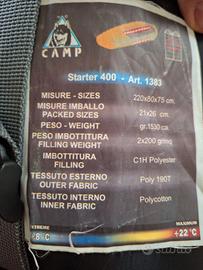 CAMP
Starter 400 - Art. 1383
MISURE - SIZES
220x80x75 cm.
MISURE IMBALLO
PACKED SIZES
21x26 cm.
PESO - WEIGHT
gr.1530 ca.
PESO IMBOTTITURA
FILLING WEIGHT
2x200 gr/mq
IMBOTTITURA
FILLING
C1H Polyester
TESSUTO ESTERNO
OUTER FABRIC
Poly 190T
TESSUTO INTERNO
INNER FABRIC
Polycotton
EXTREME
MAXIMUM
+22°C